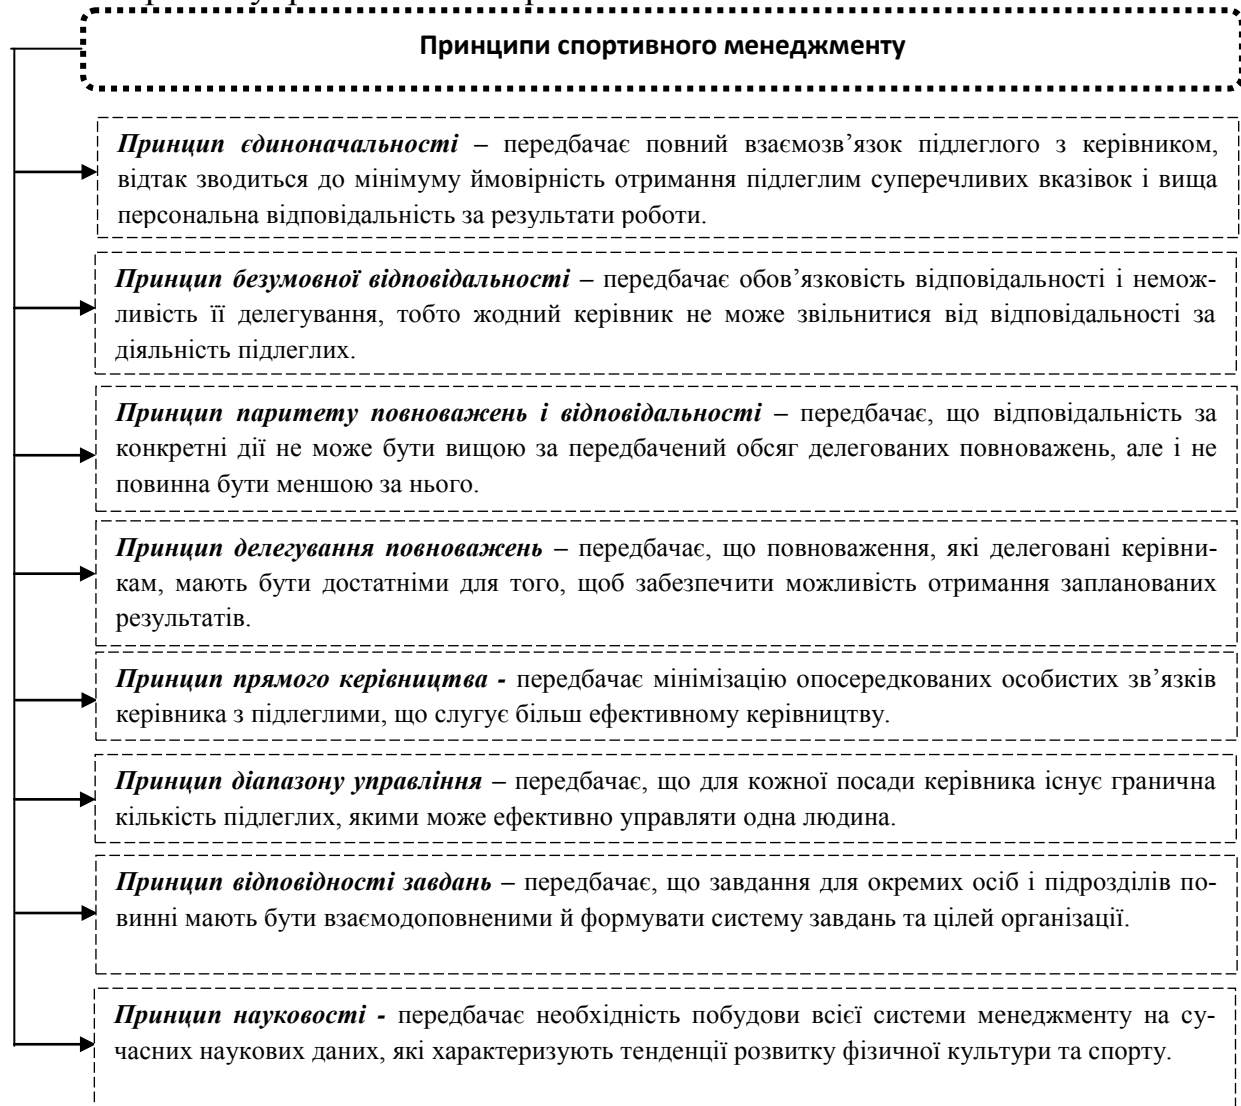 Принципи спортивного менеджменту
Принцип єдиноначальності – передбачає повний взаємозв’язок підлеглого з керівником,
відтак зводиться до мінімуму ймовірність отримання підлеглим суперечливих вказівок і вища
персональна відповідальність за результати роботи.
Принцип безумовної відповідальності – передбачає обов’язковість відповідальності і немож-
ливість її делегування, тобто жодний керівник не може звільнитися від відповідальності за
діяльність підлеглих.
Принцип паритету повноважень і відповідальності – передбачає, що відповідальність за
конкретні дії не може бути вищою за передбачений обсяг делегованих повноважень, але і не
повинна бути меншою за нього.
Принцип делегування повноважень – передбачає, що повноваження, які делеговані керівни-
кам, мають бути достатніми для того, щоб забезпечити можливість отримання запланованих
результатів.
Принцип прямого керівництва - передбачає мінімізацію опосередкованих особистих зв’язків
керівника з підлеглими, що слугує більш ефективному керівництву.
Принцип діапазону управління – передбачає, що для кожної посади керівника існує гранична
кількість підлеглих, якими може ефективно управляти одна людина.
Принцип відповідності завдань – передбачає, що завдання для окремих осіб і підрозділів по-
винні мають бути взаємодоповненими й формувати систему завдань та цілей організації.
Принцип науковості - передбачає необхідність побудови всієї системи менеджменту на су-
часних наукових даних, які характеризують тенденції розвитку фізичної культури та спорту.